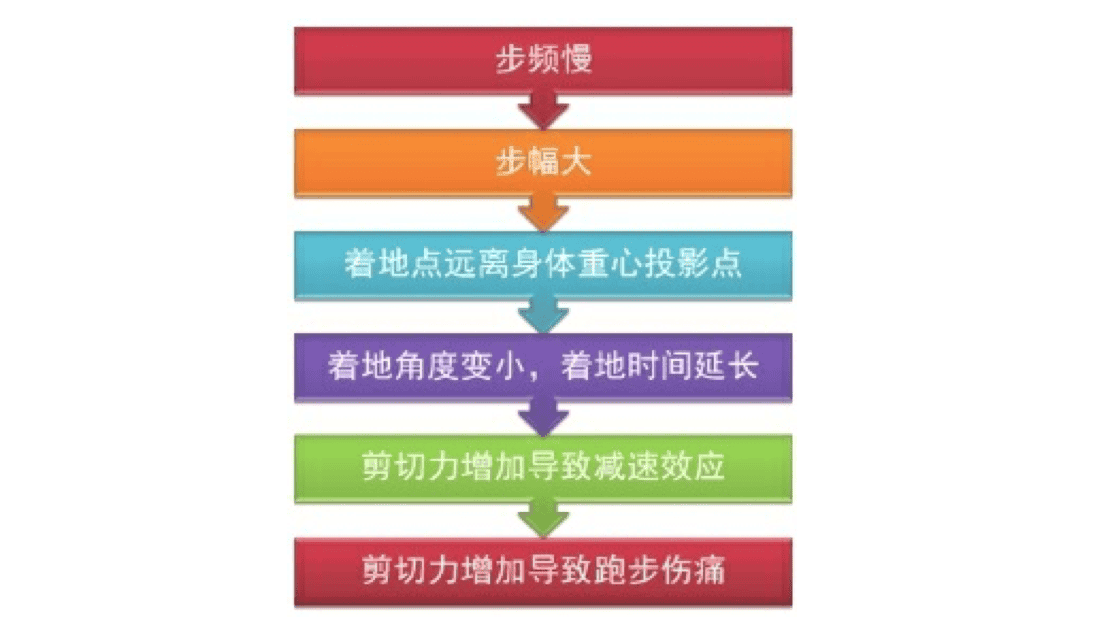 步频慢
步幅大
着地点远离身体重心投影点
着地角度变小，着地时间延长
剪切力增加导致减速效应
剪切力增加导致跑步伤痛